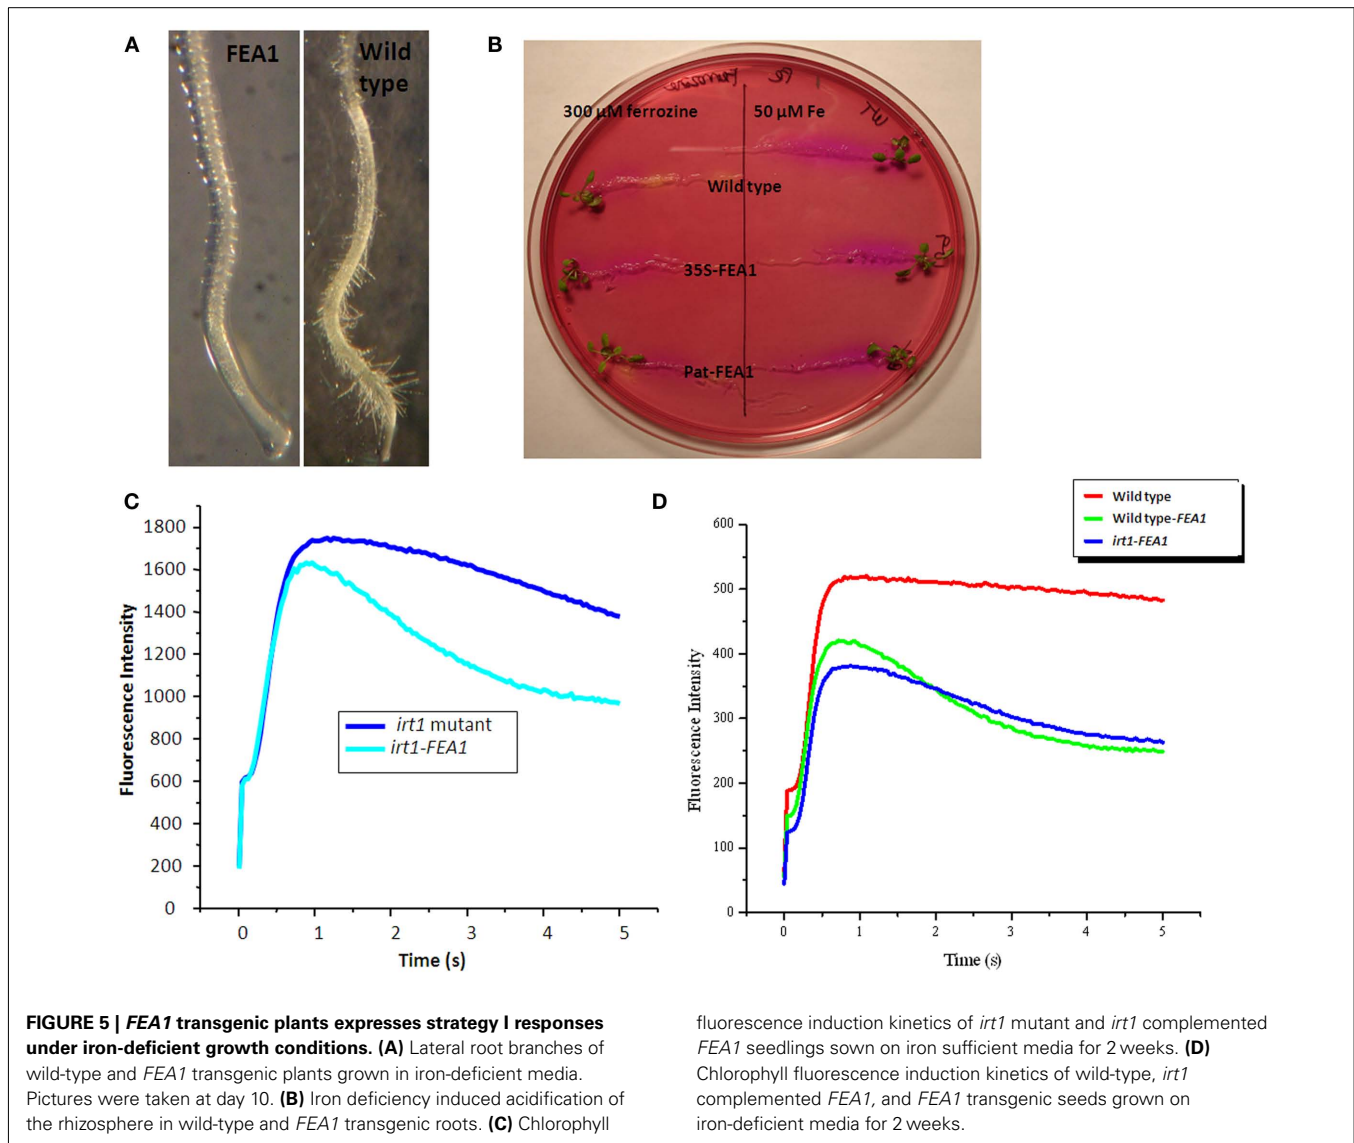 A
FEA1
Wild
type
B
Ferrozine
Fe
300 µM ferrozine
50 µM Fe
WT
Wild type
35S-FEA1
Pat-FEA1
C
Fluorescence Intensity
1800
1600
1400
1200
1000
800
600
400
200
0
irt1 mutant
irt1-FEA1
0 1 2 3 4 5
Time (s)
D
Wild type
Wild type-FEA1
irt1-FEA1
Fluorescence Intensity
600
500
400
300
200
100
0
0 1 2 3 4 5
Time (s)
FIGURE 5 | FEA1 transgenic plants expresses strategy I responses
under iron-deficient growth conditions. (A) Lateral root branches of
wild-type and FEA1 transgenic plants grown in iron-deficient media.
Pictures were taken at day 10. (B) Iron deficiency induced acidification of
the rhizosphere in wild-type and FEA1 transgenic roots. (C) Chlorophyll
fluorescence induction kinetics of irt1 mutant and irt1 complemented
FEA1 seedlings sown on iron sufficient media for 2 weeks. (D)
Chlorophyll fluorescence induction kinetics of wild-type, irt1
complemented FEA1, and FEA1 transgenic seeds grown on
iron-deficient media for 2 weeks.